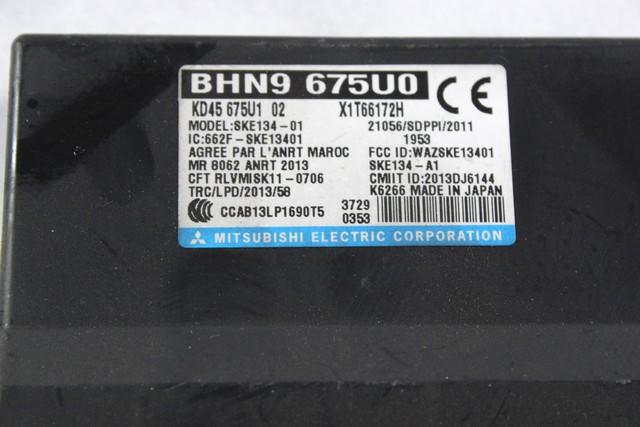 BHN9 675U0
KD45 675U1 02 X1T66172H CE
MODEL:SKE134-01 21056/SDPPI/2011
IC:662F-SKE13401 1953
AGREE PAR L'ANRT MAROC FCC ID:WAZSKE13401
MR 8062 ANRT 2013 SKE134-A1
CFT RLVMISK11-0706 CMIIT ID:2013DJ6144
TRC/LPD/2013/58 K6266 MADE IN JAPAN
CCC CCAB13LP1690T5 3729
0353
MITSUBISHI ELECTRIC CORPORATION